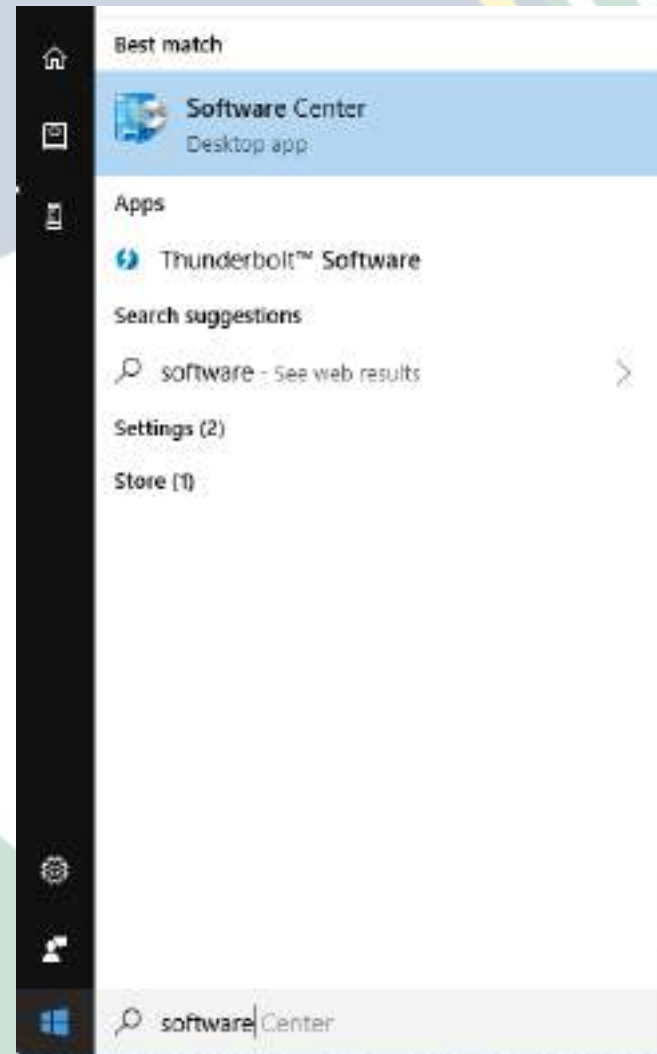 Best match
Software Center
Desktop app
Apps
Thunderbolt™ Software
Search suggestions
software - See web results
Settings (2)
Store (1)
software Center